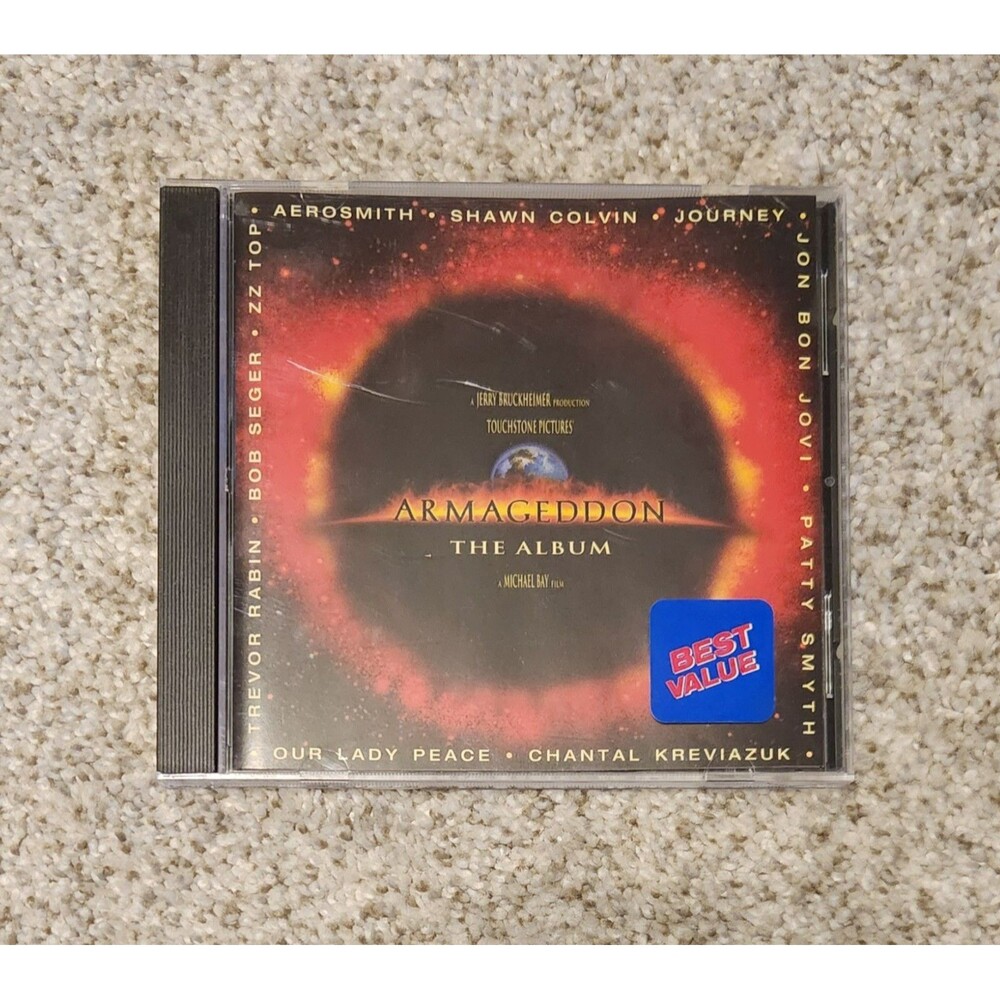 AEROSMITH • SHAWN COLVIN • JOURNEY •
JON BON JOVI • PATTY SMYTH •
OUR LADY PEACE • CHANTAL KREVIAZUK •
• TREVOR RABIN • BOB SEGER • ZZ TOP •
A JERRY BRUCKHEIMER PRODUCTION
TOUCHSTONE PICTURES
ARMAGEDDON
THE ALBUM
A MICHAEL BAY FILM
BEST
VALUE